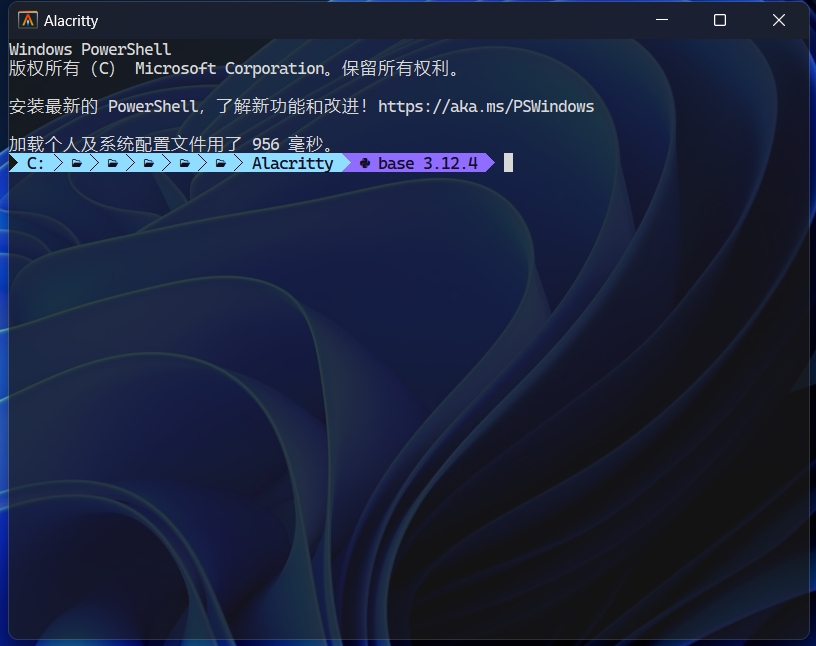 Alacritty
Windows PowerShell
版权所有（C） Microsoft Corporation。保留所有权利。
安装最新的 PowerShell，了解新功能和改进！https://aka.ms/PSWindows
加载个人及系统配置文件用了 956 毫秒。
C: Alacritty base 3.12.4